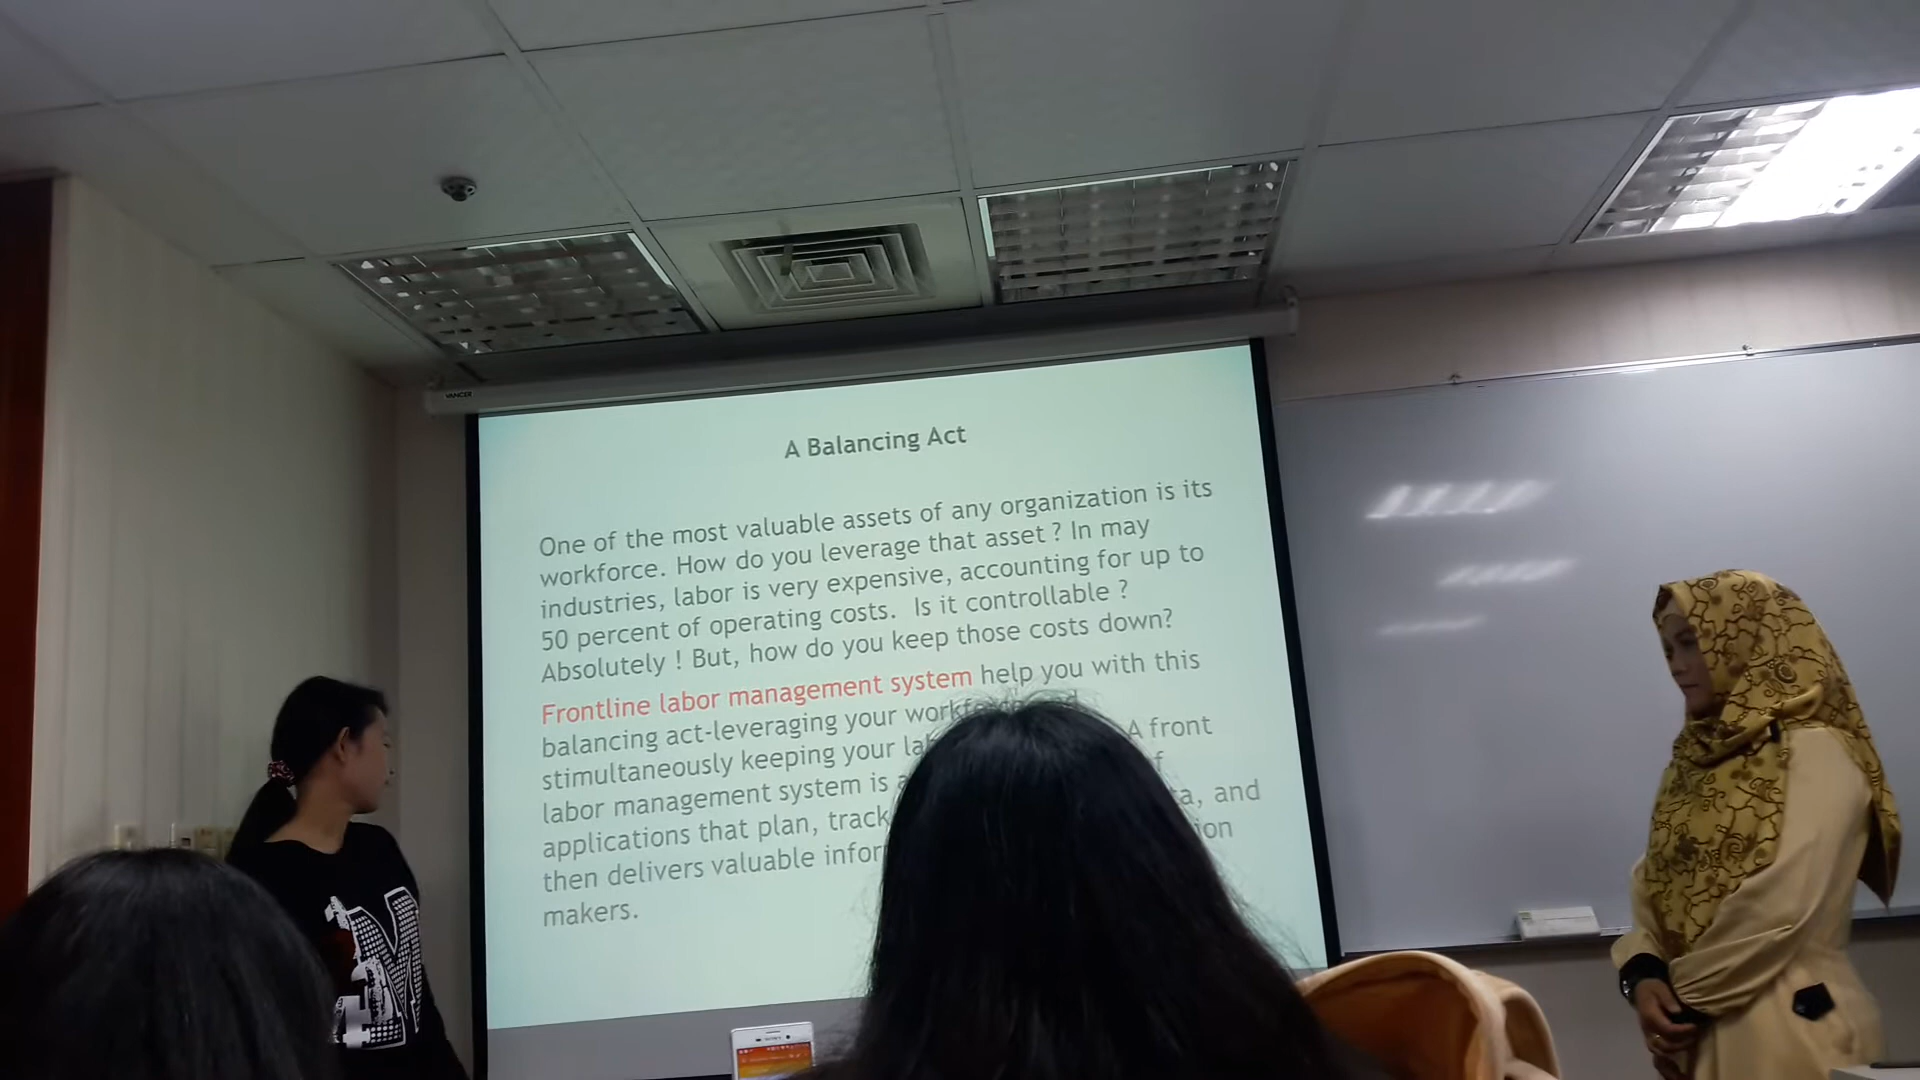 VANCER
A Balancing Act
One of the most valuable assets of any organization is its
workforce. How do you leverage that asset ? In may
industries, labor is very expensive, accounting for up to
50 percent of operating costs. Is it controllable ?
Absolutely ! But, how do you keep those costs down?
Frontline labor management system help you with this
balancing act-leveraging your
stimultaneously keeping your A front
labor management system is
applications that plan, track and
then delivers valuable
makers.
SONY